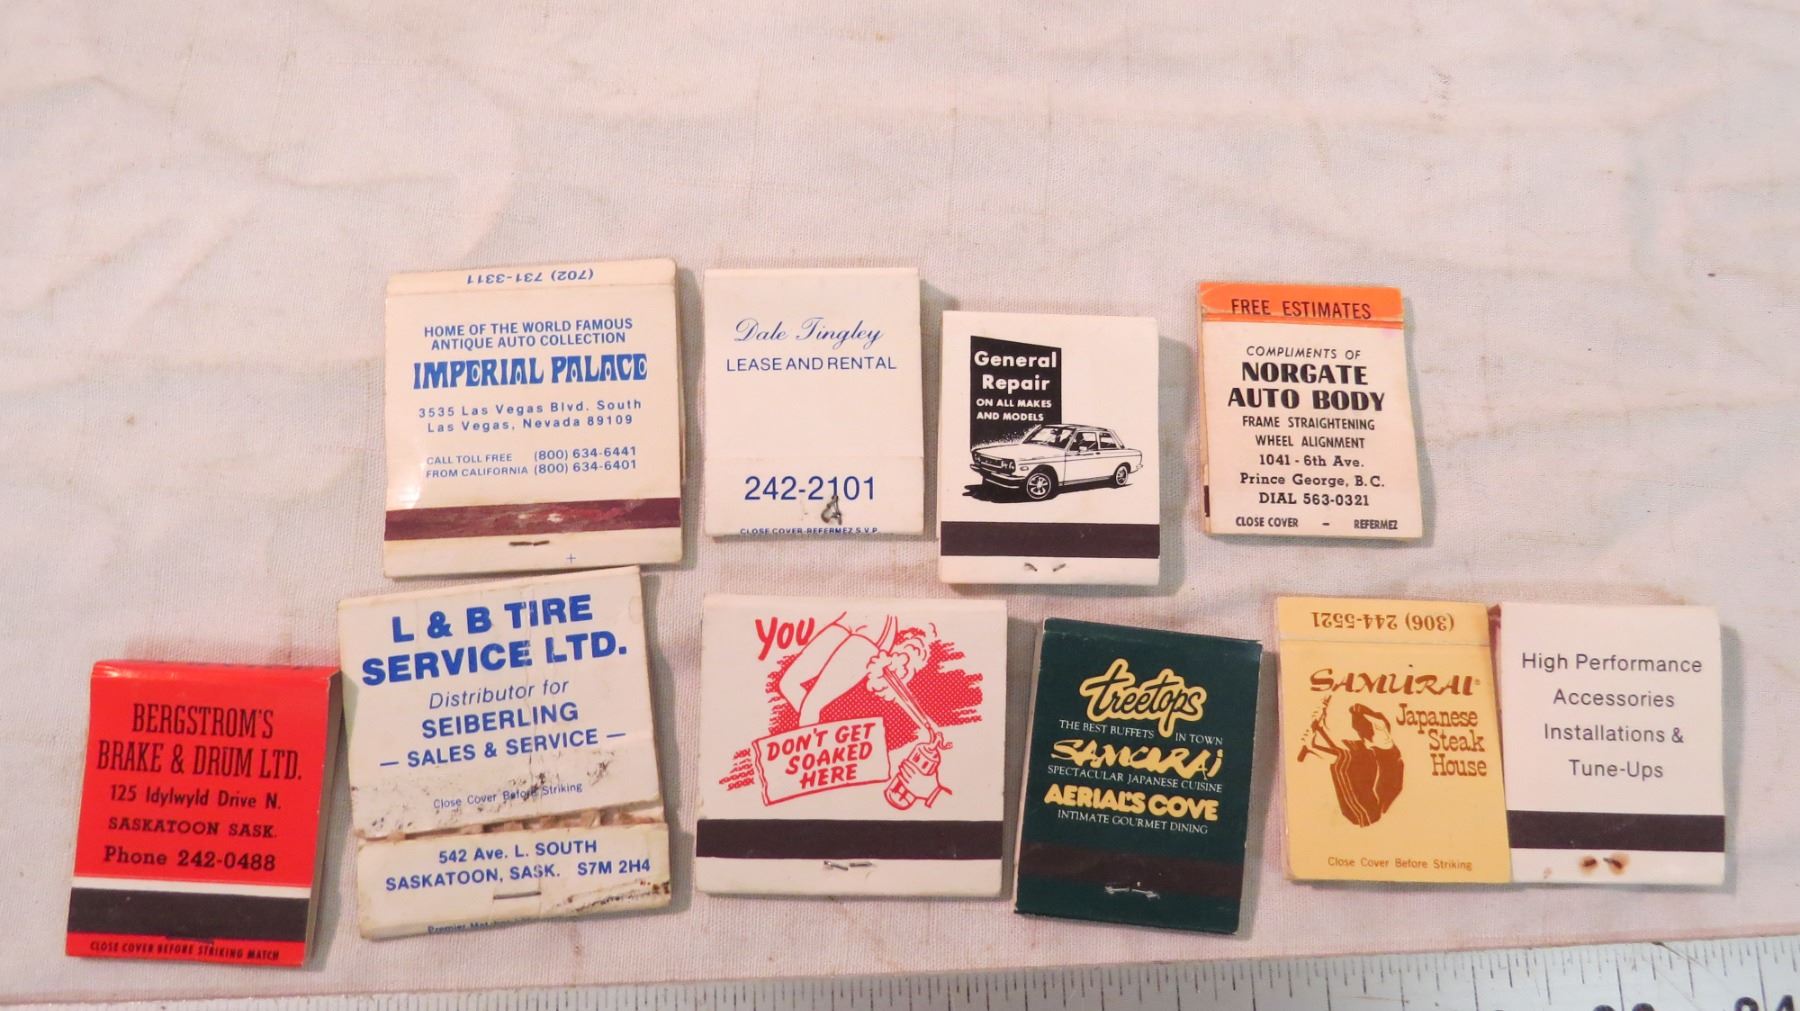 (702) 731-3311
HOME OF THE WORLD FAMOUS
ANTIQUE AUTO COLLECTION
IMPERIAL PALACE
3535 Las Vegas Blvd. South
Las Vegas, Nevada 89109
CALL TOLL FREE (800) 634-6441
FROM CALIFORNIA (800) 634-6401
Dale Tingley
LEASE AND RENTAL
242-2101
CLOSE COVER-REFERMEZ S.V.P.
General
Repair
ON ALL MAKES
AND MODELS
FREE ESTIMATES
COMPLIMENTS OF
NORGATE
AUTO BODY
FRAME STRAIGHTENING
WHEEL ALIGNMENT
1041 - 6th Ave.
Prince George, B.C.
DIAL 563-0321
CLOSE COVER - REFERMEZ
BERGSTROM'S
BRAKE & DRUM LTD.
125 Idylwyld Drive N.
SASKATOON SASK.
Phone 242-0488
CLOSE COVER BEFORE STRIKING MATCH
L & B TIRE
SERVICE LTD.
Distributor for
SEIBERLING
— SALES & SERVICE —
Close Cover Before Striking
542 Ave. L. SOUTH
SASKATOON, SASK. S7M 2H4
Premier
YOU
DON'T GET
SOAKED
HERE
treetops
THE BEST BUFFETS IN TOWN
SAMURAI
SPECTACULAR JAPANESE CUISINE
AERIAL'S COVE
INTIMATE GOURMET DINING
(306) 244-5521
SAMURAI
Japanese
Steak
House
Close Cover Before Striking
High Performance
Accessories
Installations &
Tune-Ups